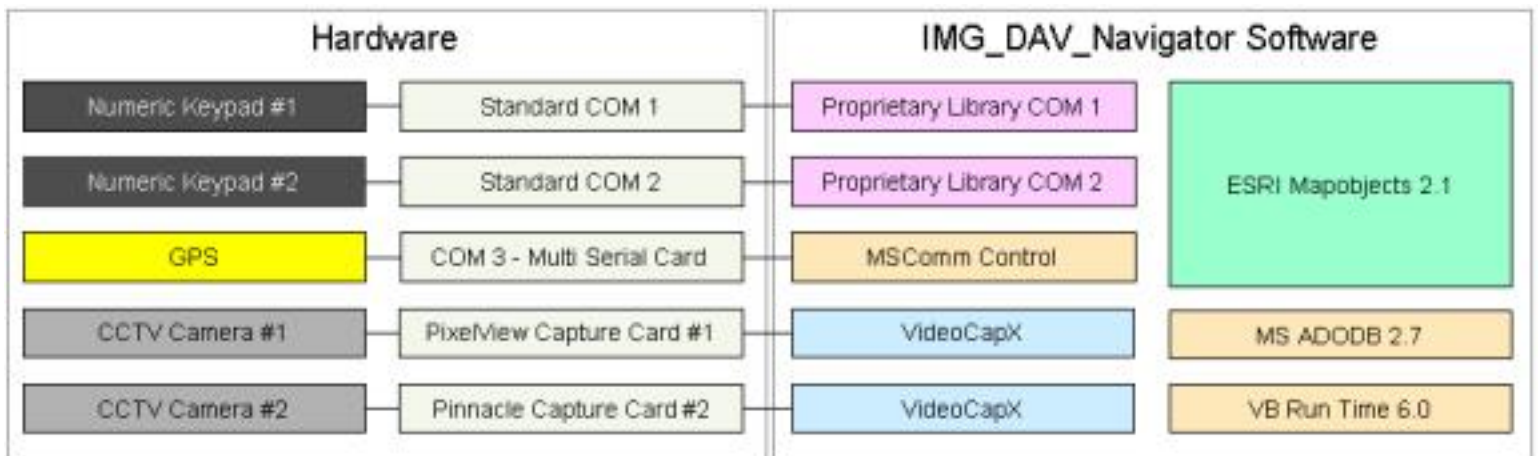 Hardware
IMG_DAV_Navigator Software
Numeric Keypad #1
Standard COM 1
Proprietary Library COM 1
Numeric Keypad #2
Standard COM 2
Proprietary Library COM 2
ESRI Mapobjects 2.1
GPS
COM 3 - Multi Serial Card
MSComm Control
CCTV Camera #1
PixelView Capture Card #1
VideoCapX
MS ADODB 2.7
CCTV Camera #2
Pinnacle Capture Card #2
VideoCapX
VB Run Time 6.0